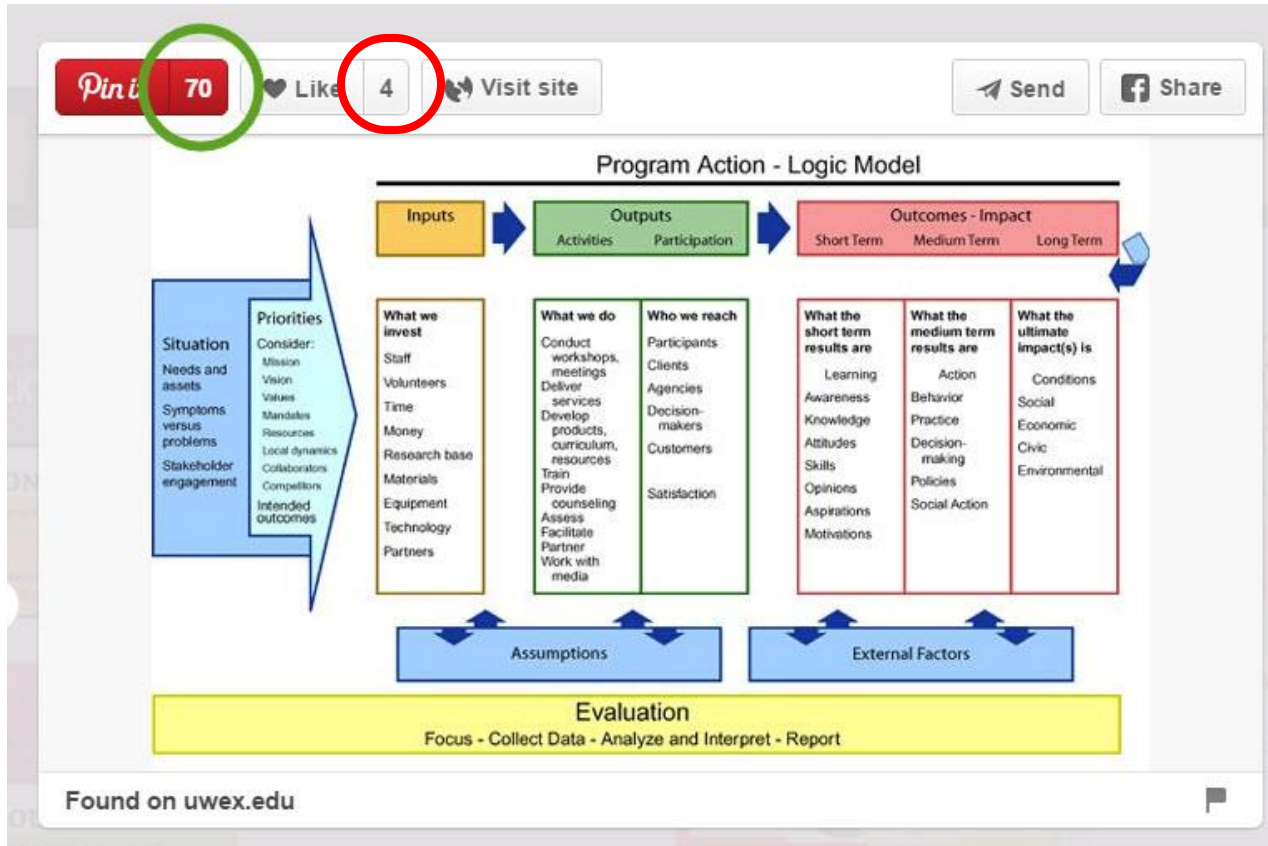 Pin it 70 Like 4 Visit site Send Share
Program Action - Logic Model
Inputs
Outputs
Activities Participation
Outcomes - Impact
Short Term Medium Term Long Term
Situation
Needs and
assets
Symptoms
versus
problems
Stakeholder
engagement
Priorities
Consider:
Mission
Vision
Values
Mandates
Resources
Local dynamics
Collaborators
Competitors
Intended
outcomes
What we
invest
Staff
Volunteers
Time
Money
Research base
Materials
Equipment
Technology
Partners
What we do
Conduct
workshops,
meetings
Deliver
services
Develop
products,
curriculum,
resources
Train
Provide
counseling
Assess
Facilitate
Partner
Work with
media
Who we reach
Participants
Clients
Agencies
Decision-
makers
Customers
Satisfaction
What the
short term
results are
Learning
Awareness
Knowledge
Attitudes
Skills
Opinions
Aspirations
Motivations
What the
medium term
results are
Action
Behavior
Practice
Decision-
making
Policies
Social Action
What the
ultimate
impact(s) is
Conditions
Social
Economic
Civic
Environmental
Assumptions
External Factors
Evaluation
Focus - Collect Data - Analyze and Interpret - Report
Found on uwex.edu